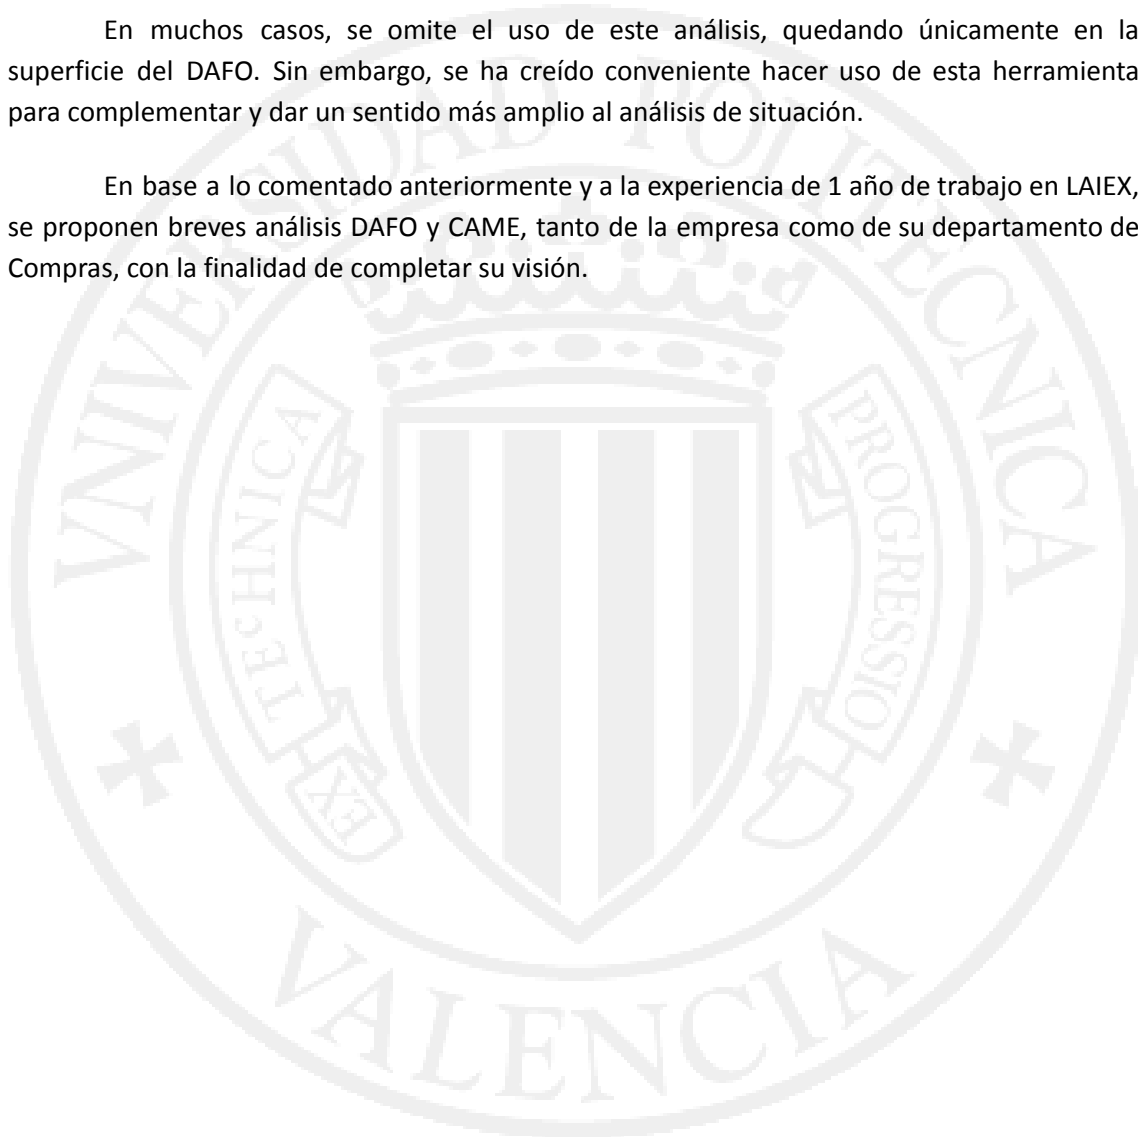 En muchos casos, se omite el uso de este análisis, quedando únicamente en la
superficie del DAFO. Sin embargo, se ha creído conveniente hacer uso de esta herramienta
para complementar y dar un sentido más amplio al análisis de situación.
En base a lo comentado anteriormente y a la experiencia de 1 año de trabajo en LAIEX,
se proponen breves análisis DAFO y CAME, tanto de la empresa como de su departamento de
Compras, con la finalidad de completar su visión.
VNIVERSIDAD POLITECNICA
VALENCIA
EX TEcHNICA
PROGRESSIO